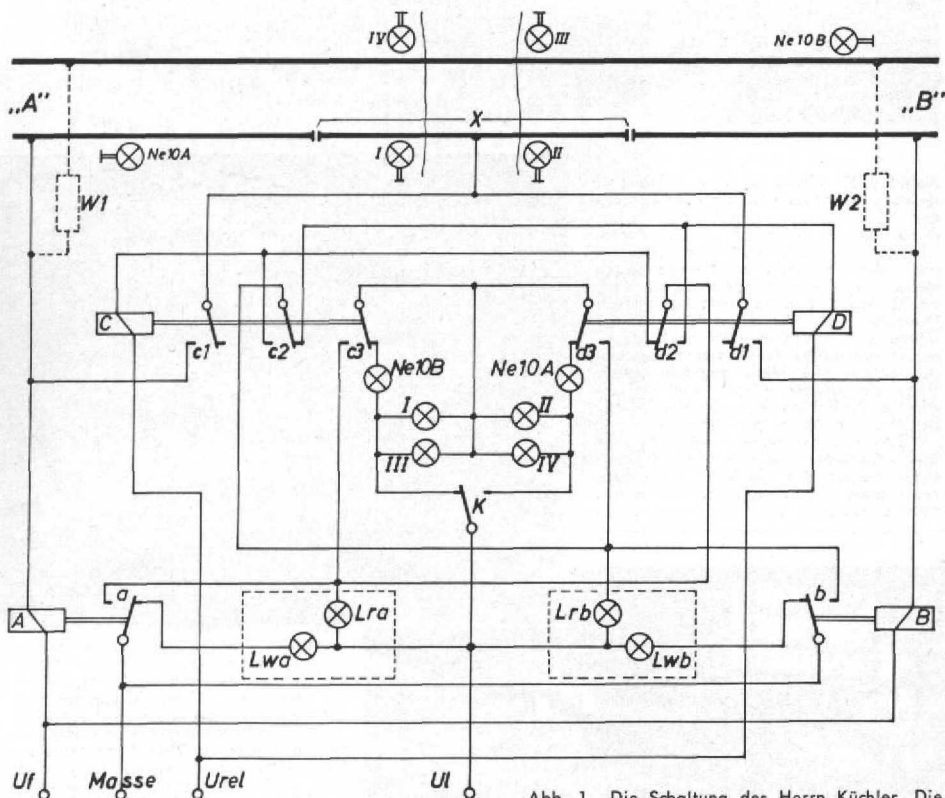 IV III Ne10B
„A" „B"
X
Ne10A I II
W1 W2
C D
c1 c2 c3 d3 d2 d1
Ne10B Ne10A
I II
III IV
K
a b
A Lra Lrb B
Lwa Lwb
Uf Masse Urel Ul
Abb. 1. Die Schaltung des Herrn Küchler. Die